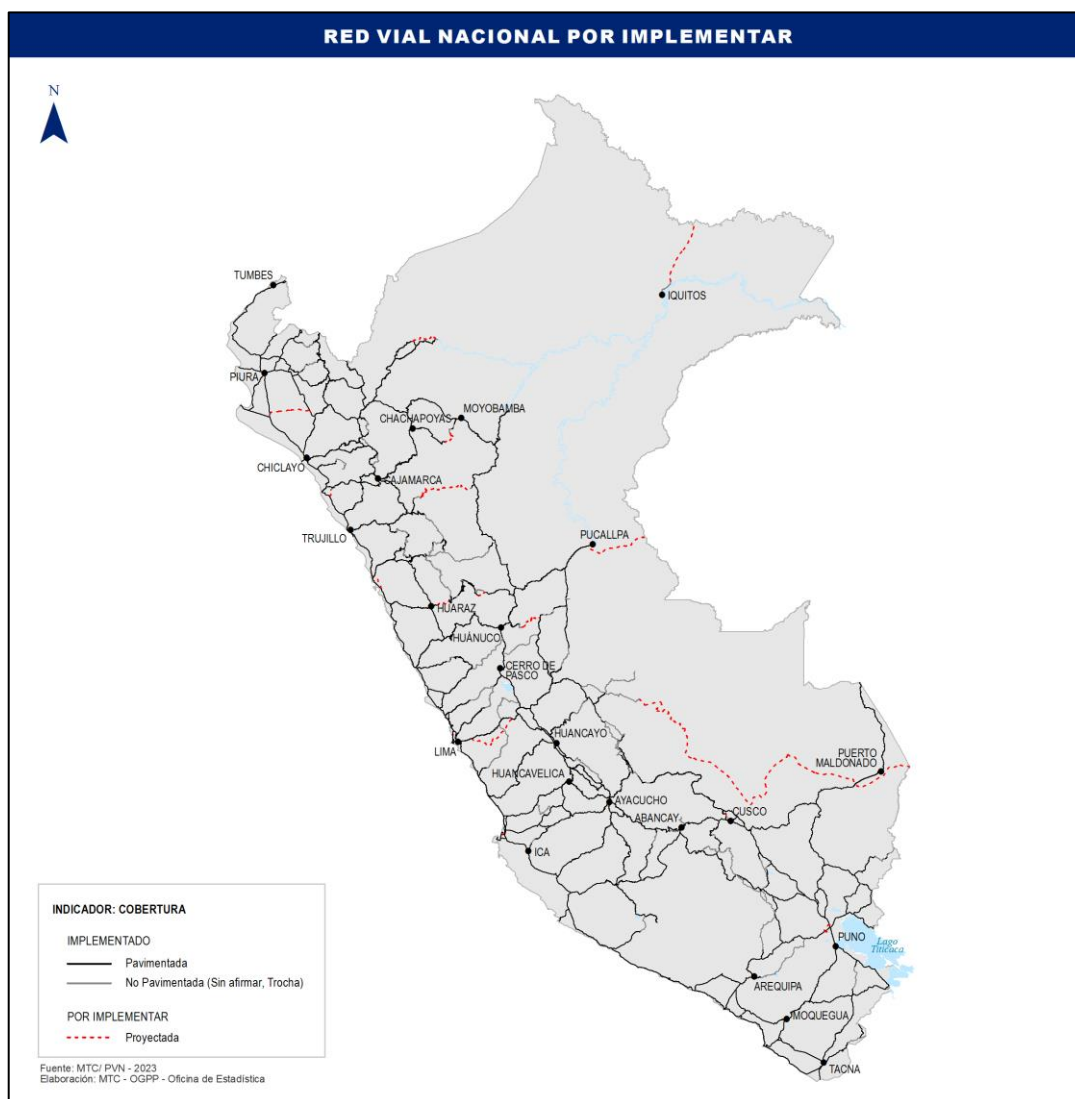 RED VIAL NACIONAL POR IMPLEMENTAR
N
TUMBES
IQUITOS
PIURA
MOYOBAMBA
CHACHAPOYAS
CHICLAYO
CAJAMARCA
TRUJILLO
PUCALLPA
HUARAZ
HUÁNUCO
CERRO DE
PASCO
HUANCAYO
LIMA
PUERTO
MALDONADO
HUANCAVELICA
AYACUCHO
CUSCO
ABANCAY
ICA
PUNO
Lago
Titicaca
AREQUIPA
MOQUEGUA
TACNA
INDICADOR: COBERTURA
IMPLEMENTADO
Pavimentada
No Pavimentada (Sin afirmar, Trocha)
POR IMPLEMENTAR
Proyectada
Fuente: MTC/ PVN - 2023
Elaboración: MTC - OGPP - Oficina de Estadística